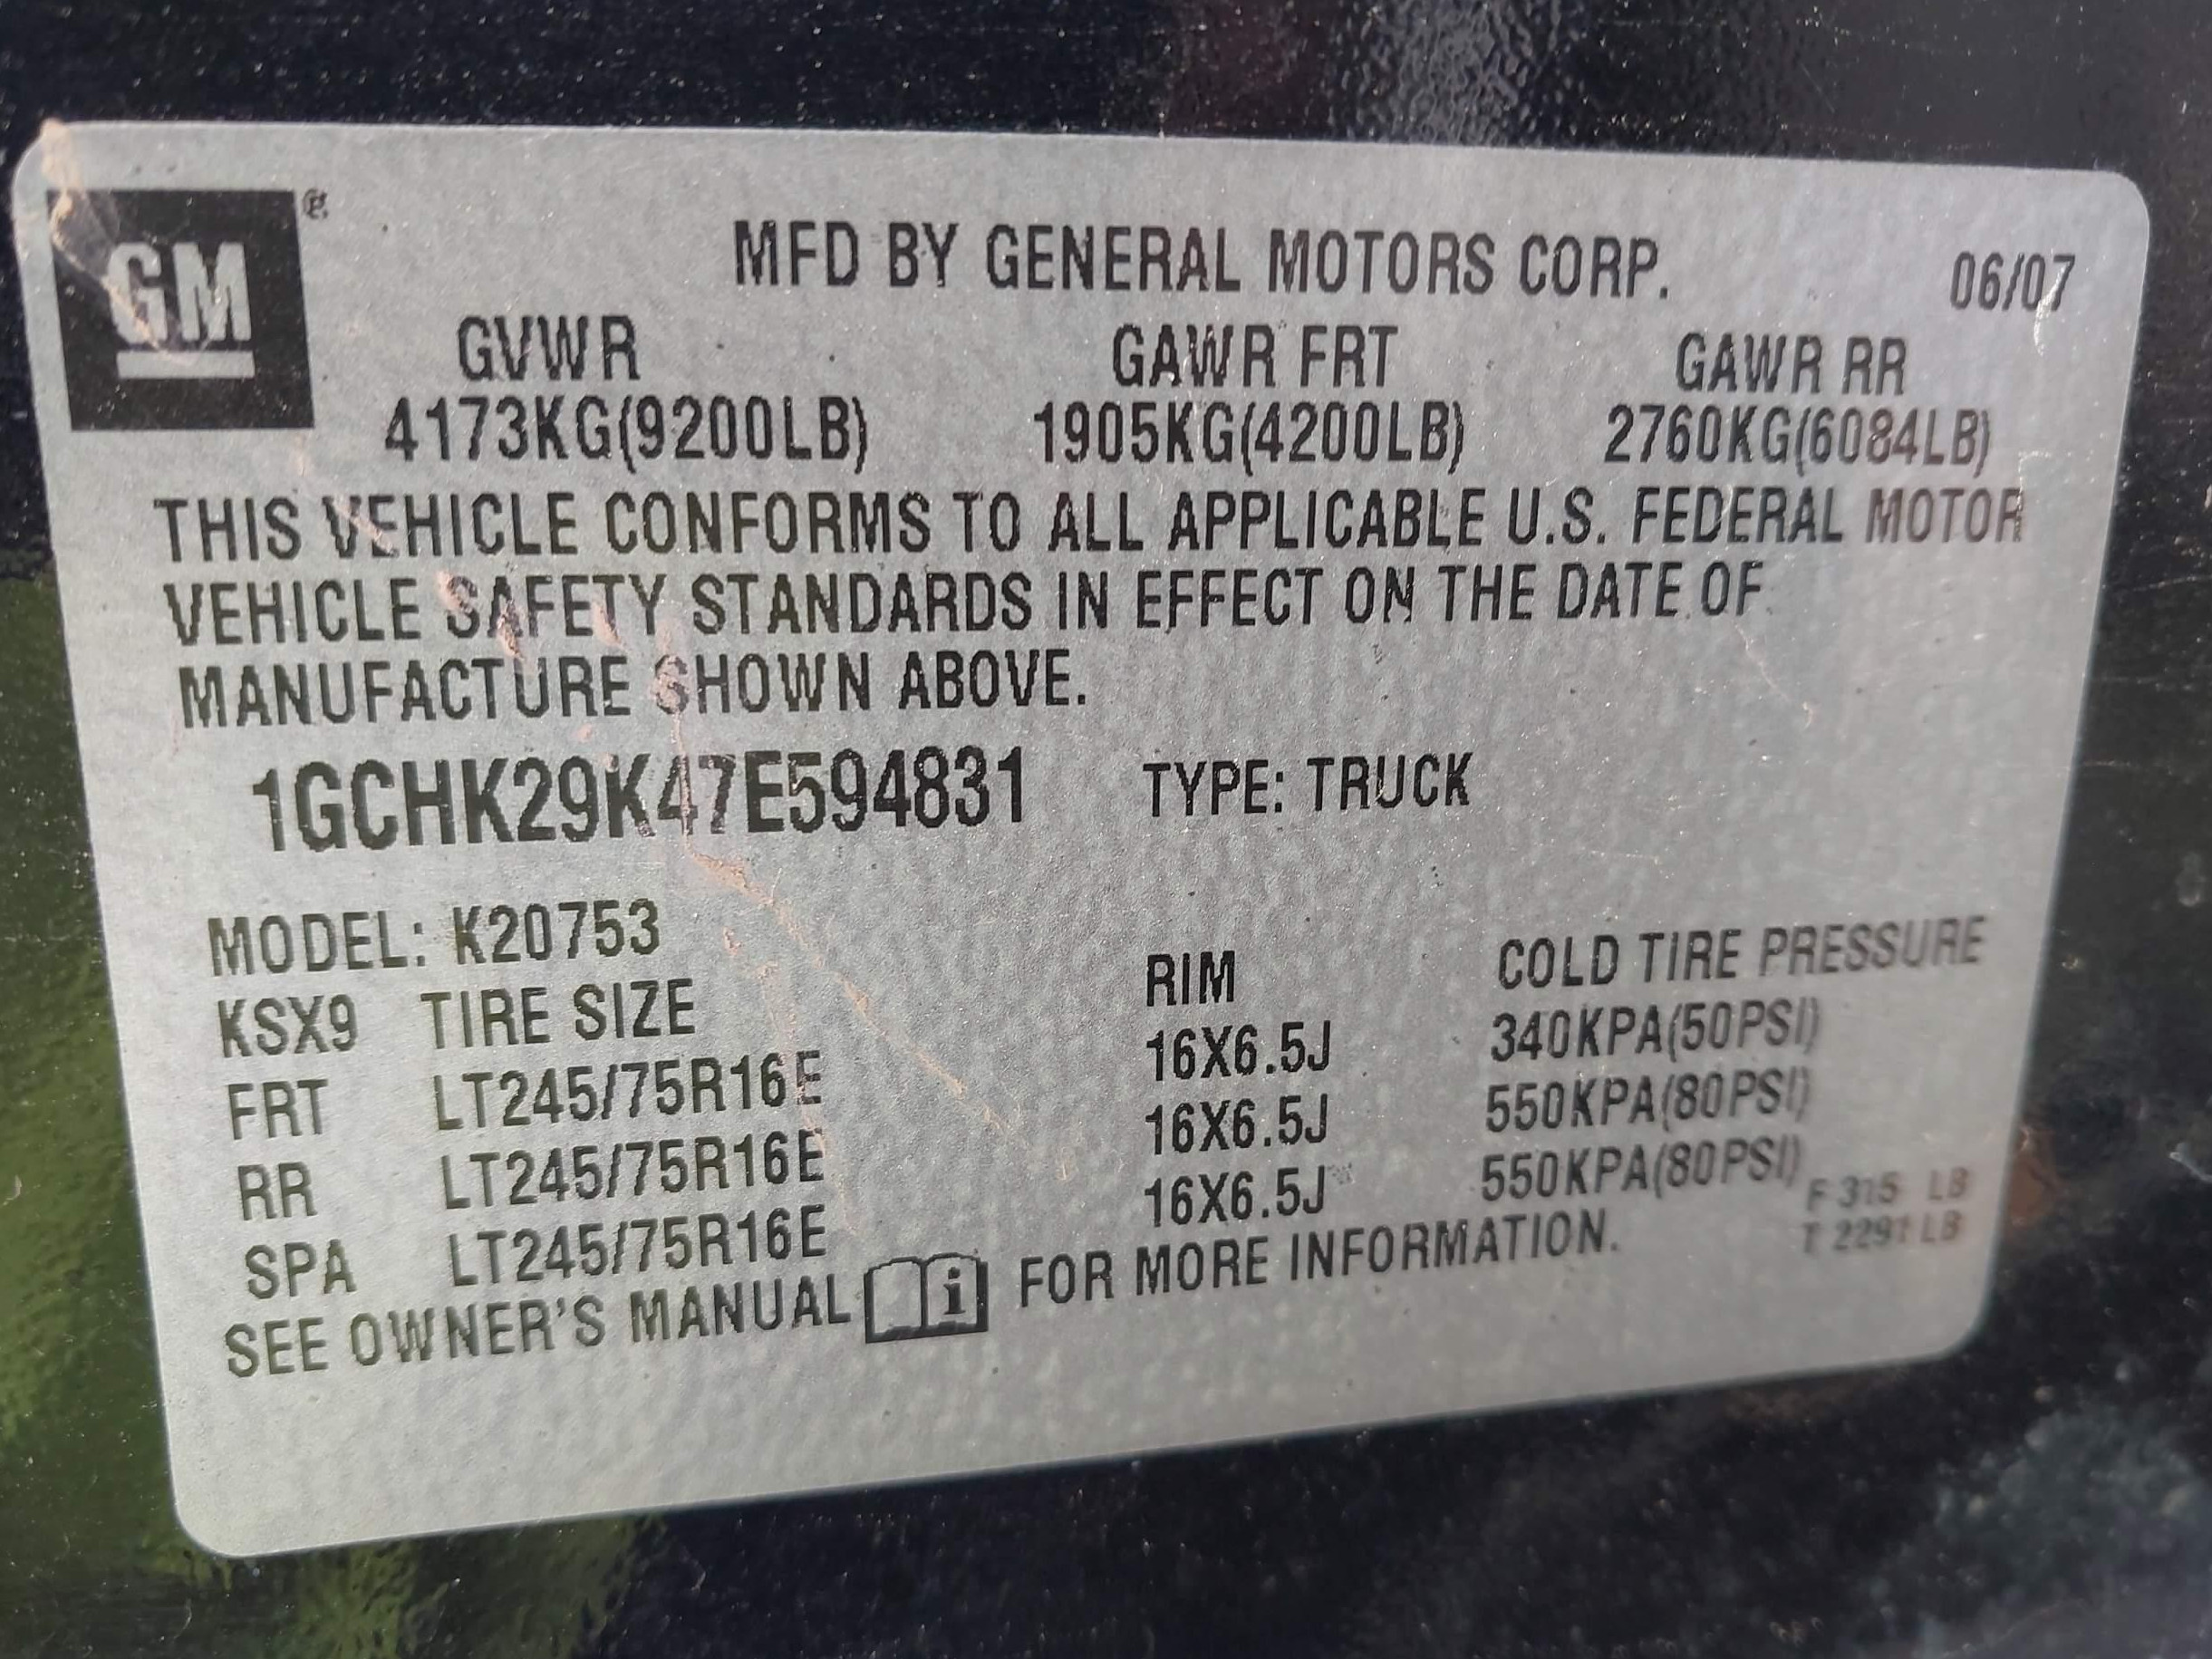 GM ®
MFD BY GENERAL MOTORS CORP. 06/07
GVWR GAWR FRT GAWR RR
4173KG(9200LB) 1905KG(4200LB) 2760KG(6084LB)
THIS VEHICLE CONFORMS TO ALL APPLICABLE U.S. FEDERAL MOTOR
VEHICLE SAFETY STANDARDS IN EFFECT ON THE DATE OF
MANUFACTURE SHOWN ABOVE.
1GCHK29K47E594831 TYPE: TRUCK
MODEL: K20753
KSX9 TIRE SIZE RIM COLD TIRE PRESSURE
FRT LT245/75R16E 16X6.5J 340KPA(50PSI)
RR LT245/75R16E 16X6.5J 550KPA(80PSI)
SPA LT245/75R16E 16X6.5J 550KPA(80PSI)
F 315 LB
T 2291 LB
SEE OWNER'S MANUAL i FOR MORE INFORMATION.